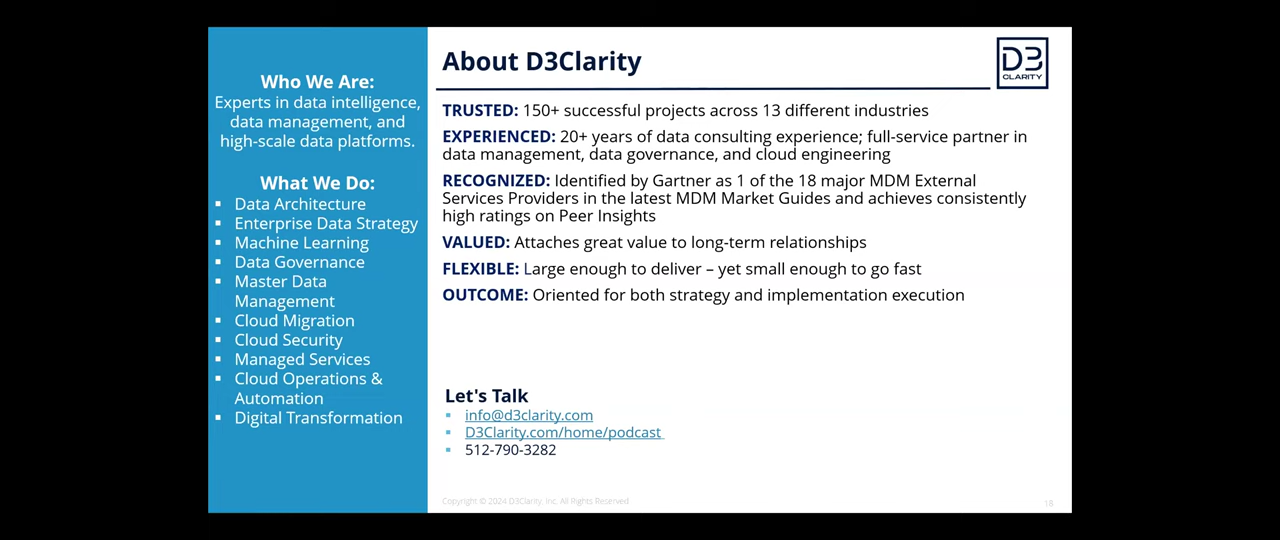 Who We Are:
Experts in data intelligence,
data management, and
high-scale data platforms.
What We Do:
▪ Data Architecture
▪ Enterprise Data Strategy
▪ Machine Learning
▪ Data Governance
▪ Master Data
Management
▪ Cloud Migration
▪ Cloud Security
▪ Managed Services
▪ Cloud Operations &
Automation
▪ Digital Transformation
About D3Clarity
D3
CLARITY
TRUSTED: 150+ successful projects across 13 different industries
EXPERIENCED: 20+ years of data consulting experience; full-service partner in
data management, data governance, and cloud engineering
RECOGNIZED: Identified by Gartner as 1 of the 18 major MDM External
Services Providers in the latest MDM Market Guides and achieves consistently
high ratings on Peer Insights
VALUED: Attaches great value to long-term relationships
FLEXIBLE: Large enough to deliver – yet small enough to go fast
OUTCOME: Oriented for both strategy and implementation execution
Let's Talk
▪ info@d3clarity.com
▪ D3Clarity.com/home/podcast
▪ 512-790-3282
Copyright © 2024 D3Clarity, Inc. All Rights Reserved
18